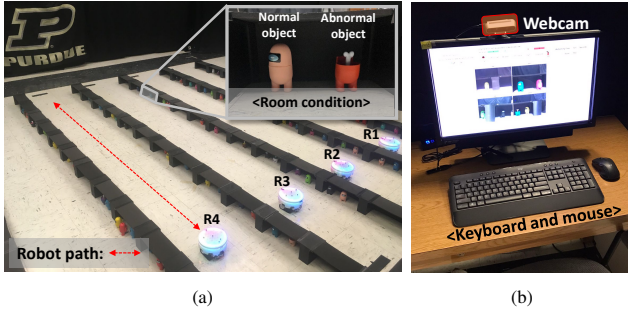 PURDUE
Normal
object
Abnormal
object
<Room condition>
R1
R2
R3
R4
Robot path:
Webcam
<Keyboard and mouse>
(a)
(b)